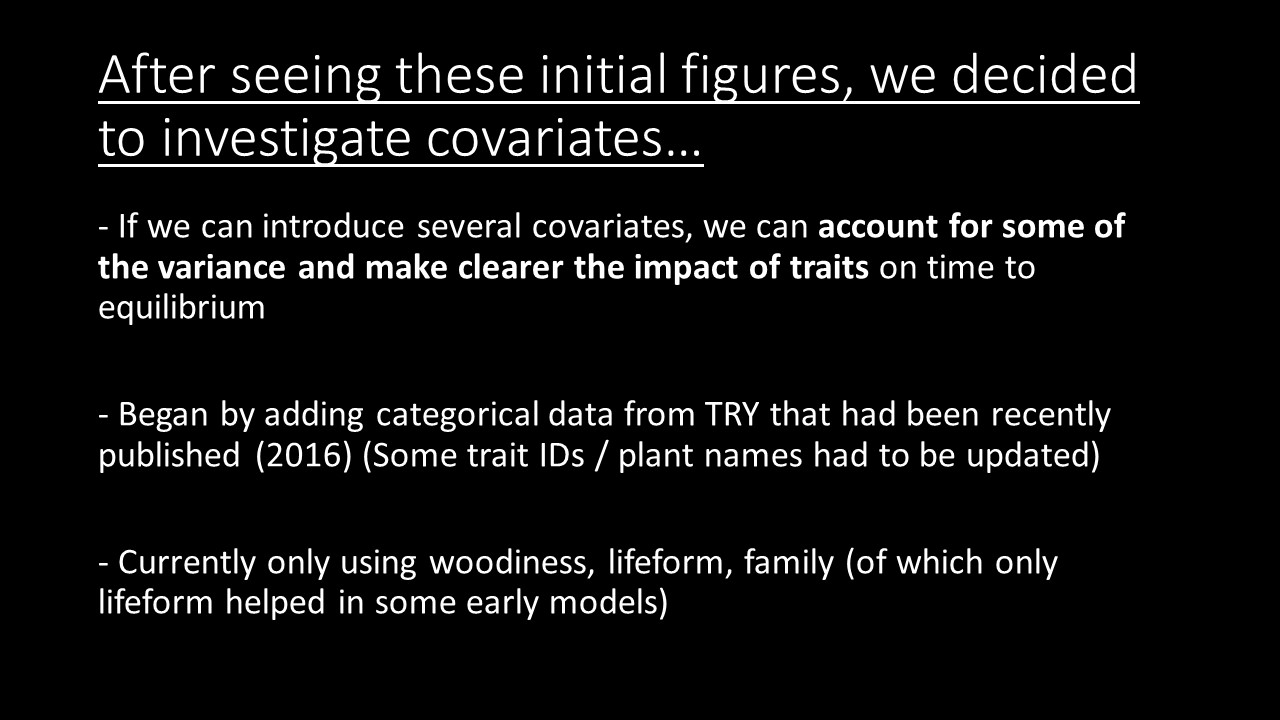 After seeing these initial figures, we decided
to investigate covariates…
- If we can introduce several covariates, we can account for some of
the variance and make clearer the impact of traits on time to
equilibrium
- Began by adding categorical data from TRY that had been recently
published (2016) (Some trait IDs / plant names had to be updated)
- Currently only using woodiness, lifeform, family (of which only
lifeform helped in some early models)